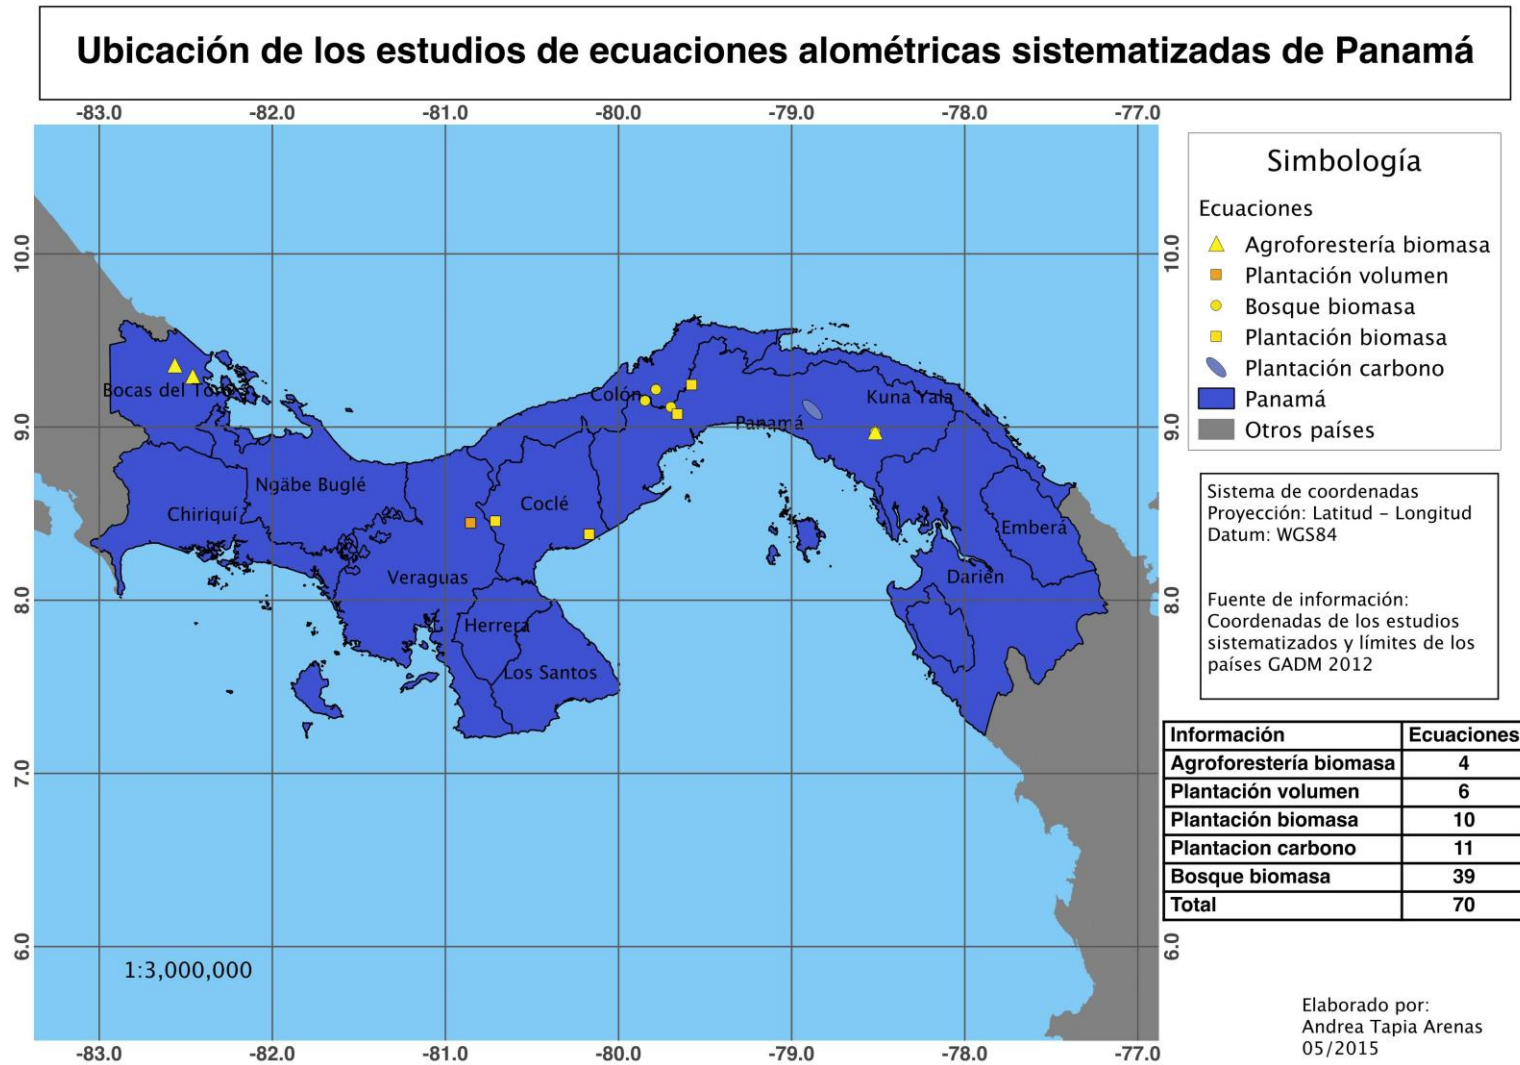 Ubicación de los estudios de ecuaciones alométricas sistematizadas de Panamá
-83.0 -82.0 -81.0 -80.0 -79.0 -78.0 -77.0
10.0 10.0
9.0 9.0
8.0 8.0
7.0
6.0 6.0
Bocas del Toro
Colón
Kuna Yala
Panamá
Ngäbe Buglé
Chiriquí
Coclé
Emberá
Veraguas
Darién
Herrera
Los Santos
1:3,000,000
-83.0 -82.0 -81.0 -80.0 -79.0 -78.0 -77.0
Simbología
Ecuaciones
Agroforestería biomasa
Plantación volumen
Bosque biomasa
Plantación biomasa
Plantación carbono
Panamá
Otros países
Sistema de coordenadas
Proyección: Latitud - Longitud
Datum: WGS84
Fuente de información:
Coordenadas de los estudios
sistematizados y límites de los
países GADM 2012
Información Ecuaciones
Agroforestería biomasa 4
Plantación volumen 6
Plantación biomasa 10
Plantacion carbono 11
Bosque biomasa 39
Total 70
Elaborado por:
Andrea Tapia Arenas
05/2015